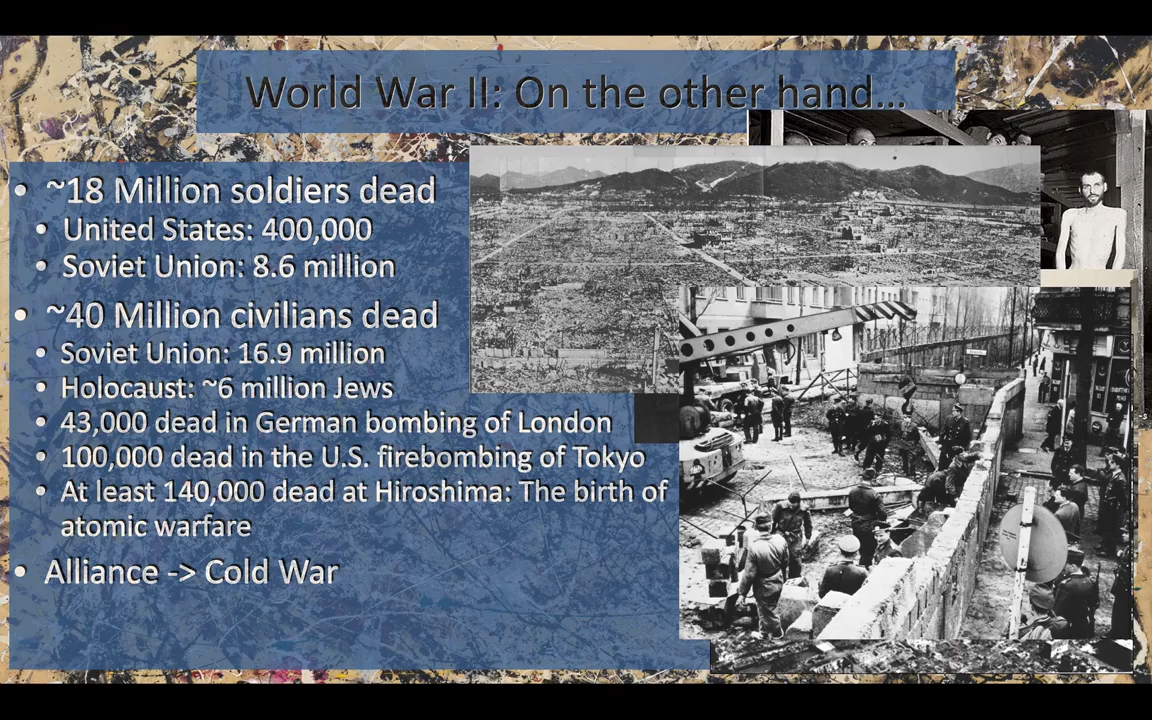 World War II: On the other hand...
• ~18 Million soldiers dead
• United States: 400,000
• Soviet Union: 8.6 million
• ~40 Million civilians dead
• Soviet Union: 16.9 million
• Holocaust: ~6 million Jews
• 43,000 dead in German bombing of London
• 100,000 dead in the U.S. firebombing of Tokyo
• At least 140,000 dead at Hiroshima: The birth of
atomic warfare
• Alliance -> Cold War